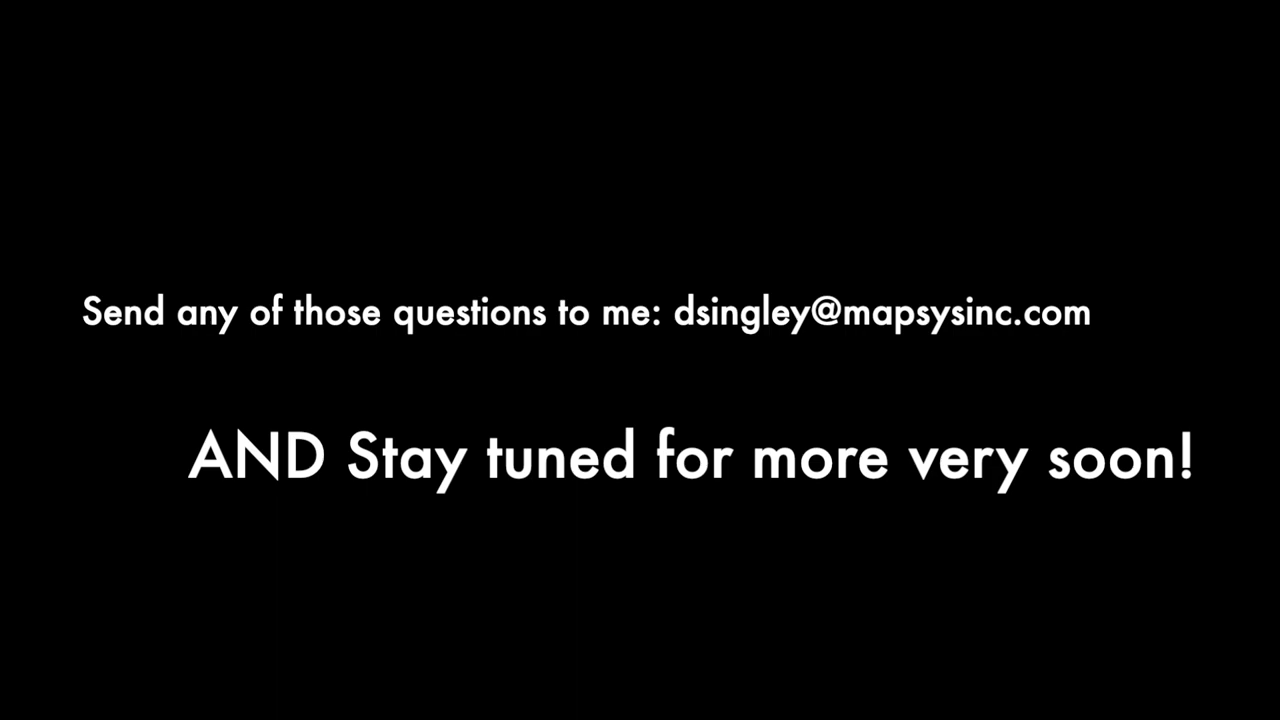 Send any of those questions to me: dsingley@mapsysinc.com
AND Stay tuned for more very soon!